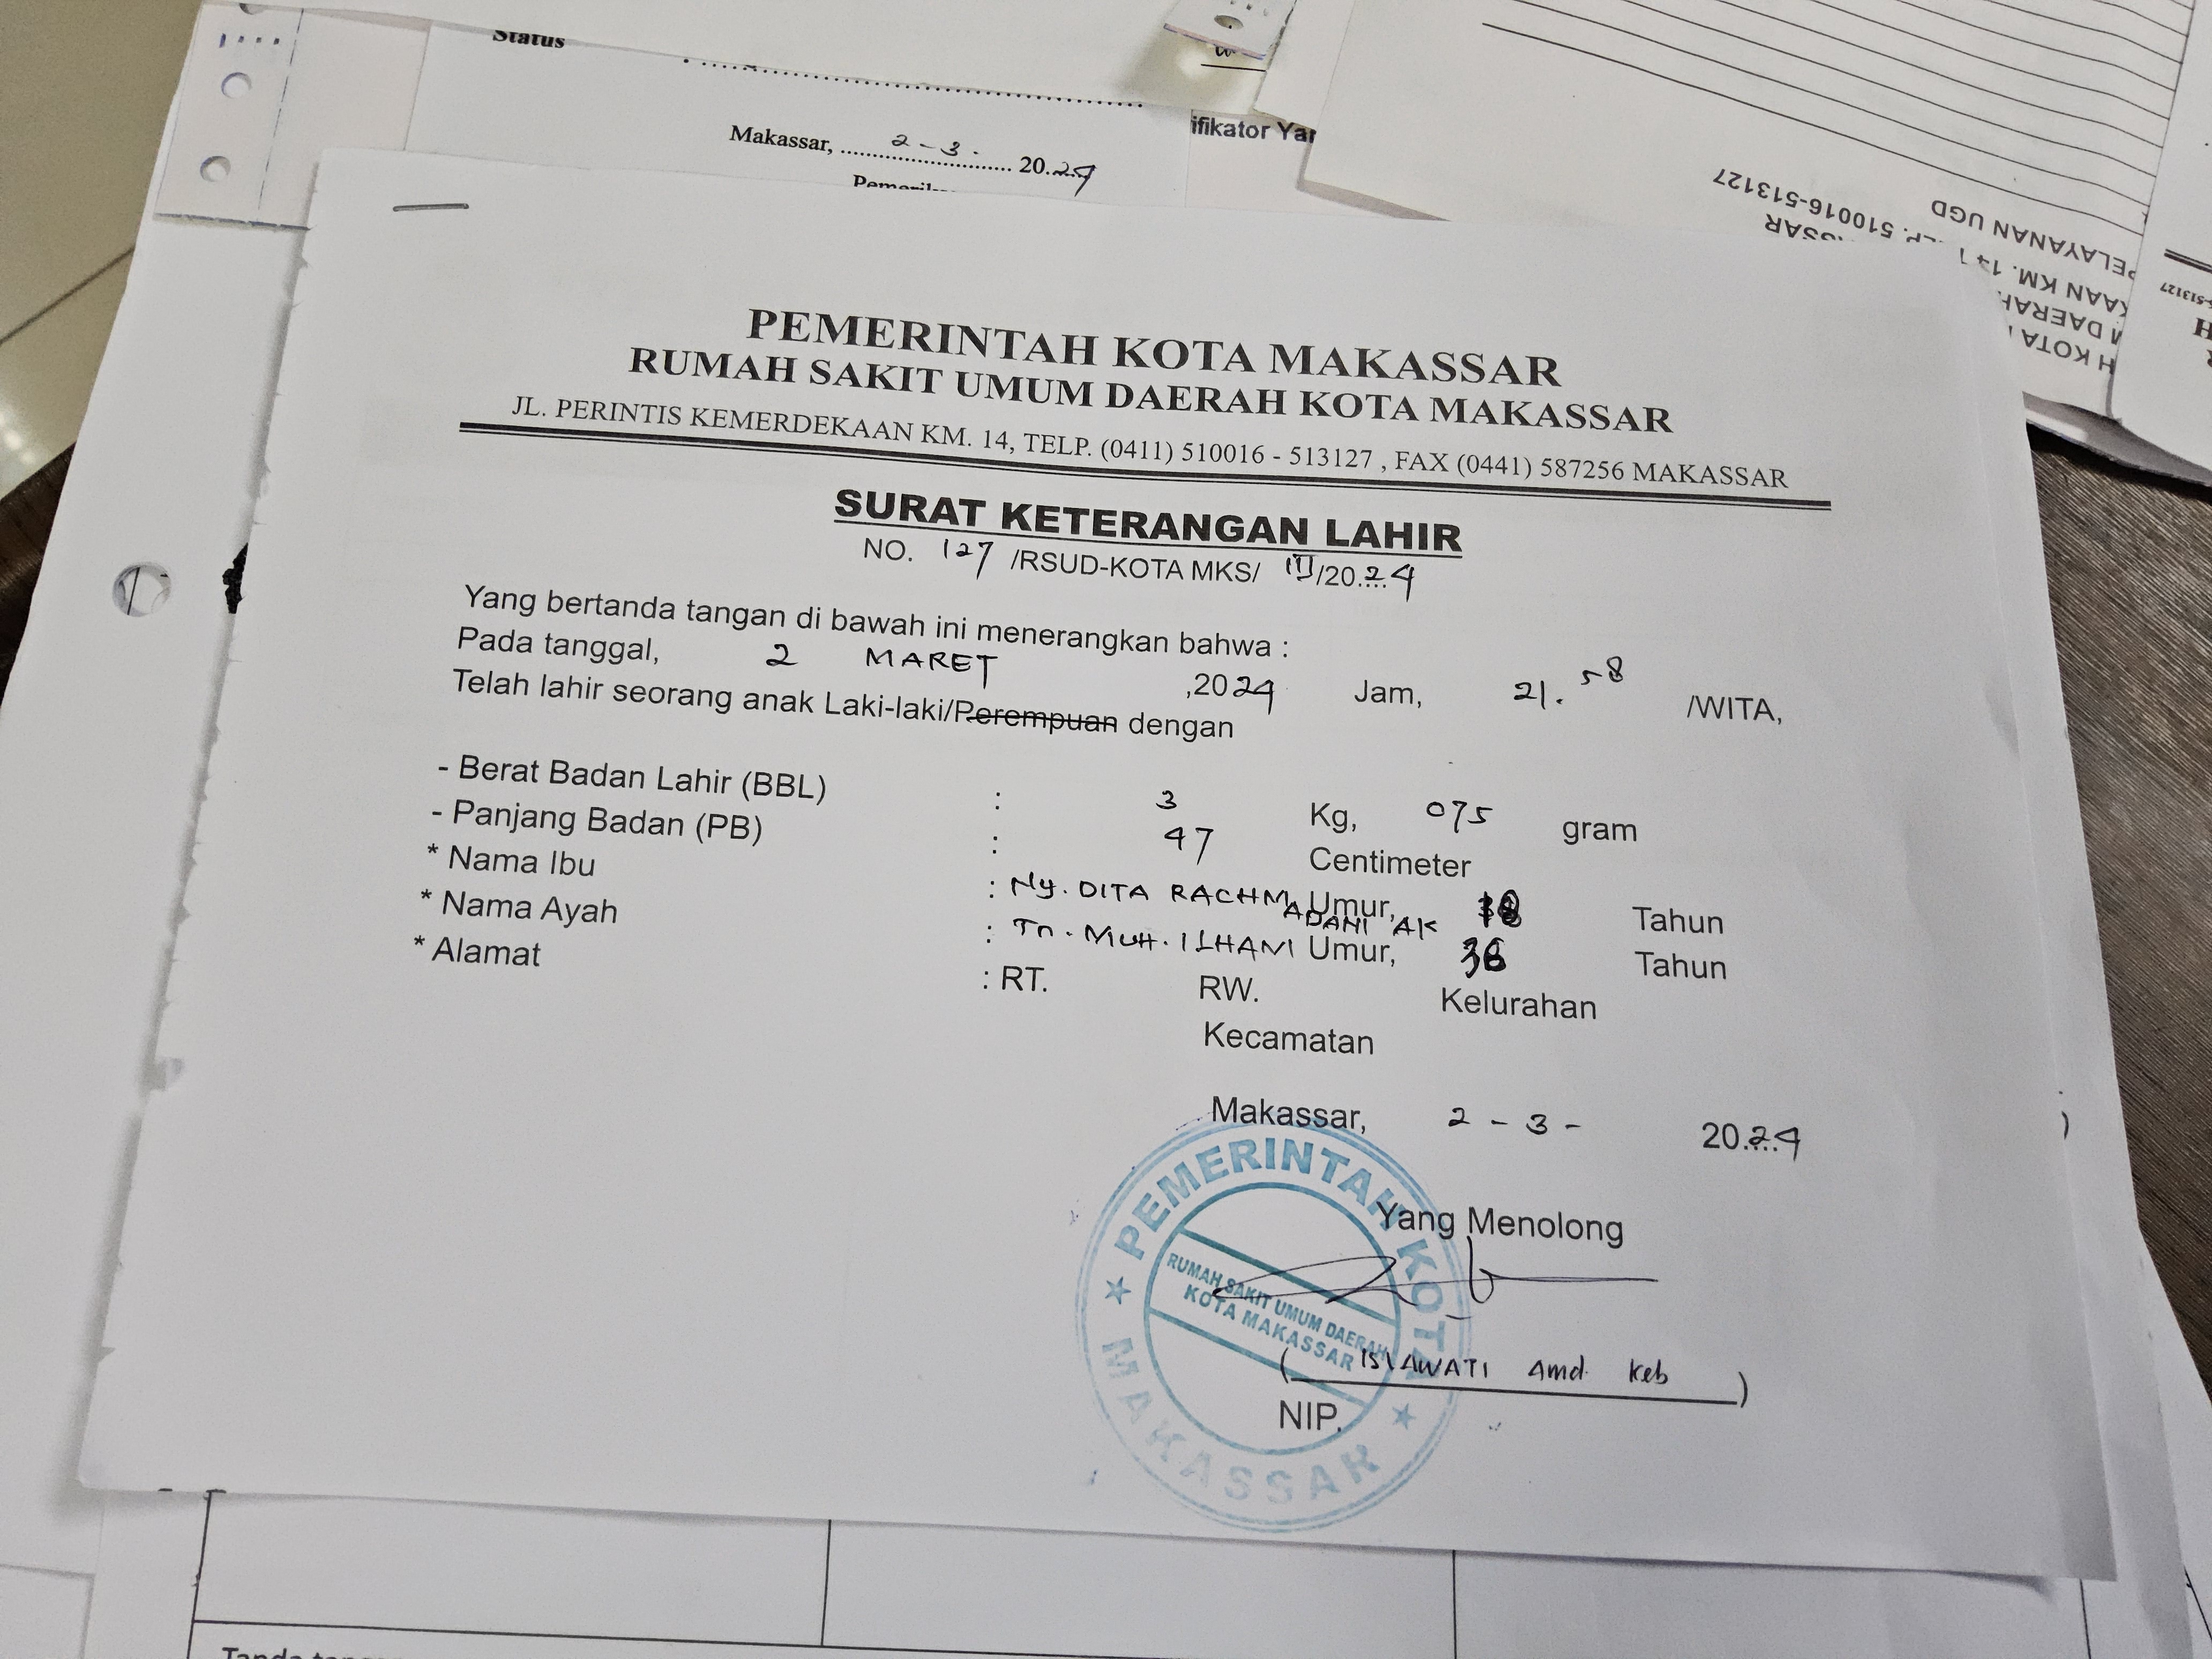 Status
Makassar, 2 - 3 - 2024
ifikator Yan
PELAYANAN UGD
510016-513127
PEMERINTAH KOTA MAKASSAR
RUMAH SAKIT UMUM DAERAH KOTA MAKASSAR
JL. PERINTIS KEMERDEKAAN KM. 14, TELP. (0411) 510016 - 513127 , FAX (0441) 587256 MAKASSAR
SURAT KETERANGAN LAHIR
NO. 127 /RSUD-KOTA MKS/ III/20.24
Yang bertanda tangan di bawah ini menerangkan bahwa :
Pada tanggal, 2 MARET ,2024 Jam, 21.58 /WITA,
Telah lahir seorang anak Laki-laki/Perempuan dengan
- Berat Badan Lahir (BBL) : 3 Kg, 075 gram
- Panjang Badan (PB) : 47 Centimeter
* Nama Ibu : Ny. DITA RACHMADANI AK Umur, Tahun
* Nama Ayah : Tn. MUH. ILHAM Umur, 36 Tahun
* Alamat : RT. RW. Kelurahan
Kecamatan
Makassar, 2 - 3 - 20.24
Yang Menolong
PEMERINTAH KOTA
RUMAH SAKIT UMUM DAERAH
KOTA MAKASSAR
MAKASSAR
( ISLAWATI Amd. Keb )
NIP.